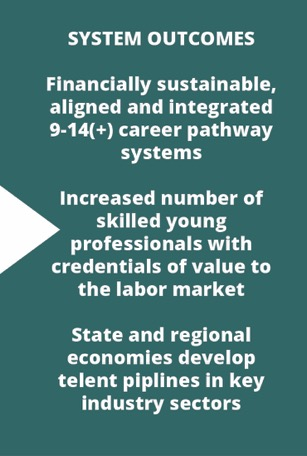 SYSTEM OUTCOMES
Financially sustainable,
aligned and integrated
9-14(+) career pathway
systems
Increased number of
skilled young
professionals with
credentials of value to
the labor market
State and regional
economies develop
telent piplines in key
industry sectors